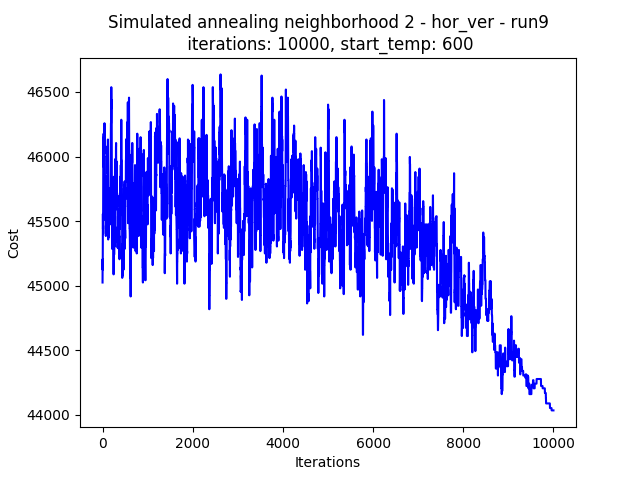 Simulated annealing neighborhood 2 - hor_ver - run9
iterations: 10000, start_temp: 600
46500
46000
45500
45000
44500
44000
Cost
0 2000 4000 6000 8000 10000
Iterations